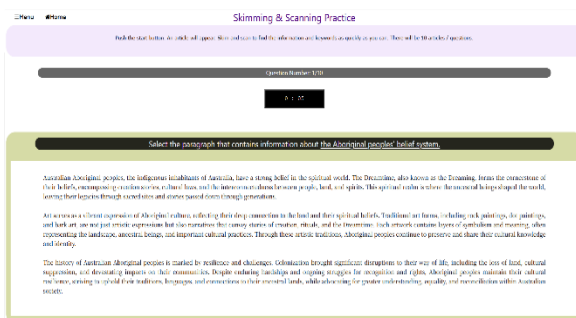 Menu Home
Skimming & Scanning Practice
Push the start button. An article will appear. Skim and scan to find the information and keywords as quickly as you can. There will be 10 articles / questions.
Question Number: 1/10
0 : 00
Select the paragraph that contains information about the Aboriginal peoples' belief system.
Australian Aboriginal peoples, the indigenous inhabitants of Australia, have a strong belief in the spiritual world. The Dreamtime, also known as the Dreaming, forms the cornerstone of
their beliefs, encompassing creation stories, cultural laws, and the interconnectedness between people, land, and spirits. This spiritual realm is where the ancestral beings shaped the world,
leaving their legacies through sacred sites and stories passed down through generations.
Art serves as a vibrant expression of Aboriginal culture, reflecting their deep connection to the land and their spiritual beliefs. Traditional art forms, including rock paintings, dot paintings,
and bark art, are not just artistic expressions but also narratives that convey stories of creation, rituals, and the Dreamtime. Each artwork contains layers of symbolism and meaning, often
representing the landscape, ancestral beings, and important cultural practices. Through these artistic traditions, Aboriginal peoples continue to preserve and share their cultural knowledge
and identity.
The history of Australian Aboriginal peoples is marked by resilience and challenges. Colonization brought significant disruptions to their way of life, including the loss of land, cultural
suppression, and devastating impacts on their communities. Despite enduring hardships and ongoing struggles for recognition and rights, Aboriginal peoples maintain their cultural
resilience, striving to uphold their traditions, languages, and connections to their ancestral lands, while advocating for greater understanding, equality, and reconciliation within Australian
society.